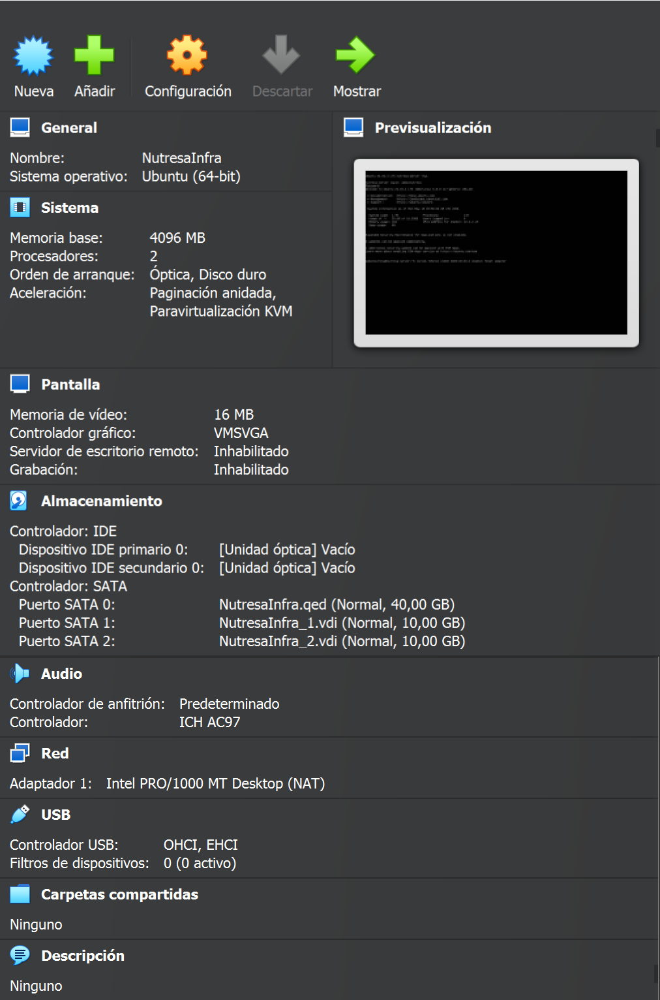 Nueva Añadir Configuración Descartar Mostrar
General
Nombre: NutresaInfra
Sistema operativo: Ubuntu (64-bit)
Previsualización
Sistema
Memoria base: 4096 MB
Procesadores: 2
Orden de arranque: Óptica, Disco duro
Aceleración: Paginación anidada,
Paravirtualización KVM
Pantalla
Memoria de vídeo: 16 MB
Controlador gráfico: VMSVGA
Servidor de escritorio remoto: Inhabilitado
Grabación: Inhabilitado
Almacenamiento
Controlador: IDE
Dispositivo IDE primario 0: [Unidad óptica] Vacío
Dispositivo IDE secundario 0: [Unidad óptica] Vacío
Controlador: SATA
Puerto SATA 0: NutresaInfra.qed (Normal, 40,00 GB)
Puerto SATA 1: NutresaInfra_1.vdi (Normal, 10,00 GB)
Puerto SATA 2: NutresaInfra_2.vdi (Normal, 10,00 GB)
Audio
Controlador de anfitrión: Predeterminado
Controlador: ICH AC97
Red
Adaptador 1: Intel PRO/1000 MT Desktop (NAT)
USB
Controlador USB: OHCI, EHCI
Filtros de dispositivos: 0 (0 activo)
Carpetas compartidas
Ninguno
Descripción
Ninguno